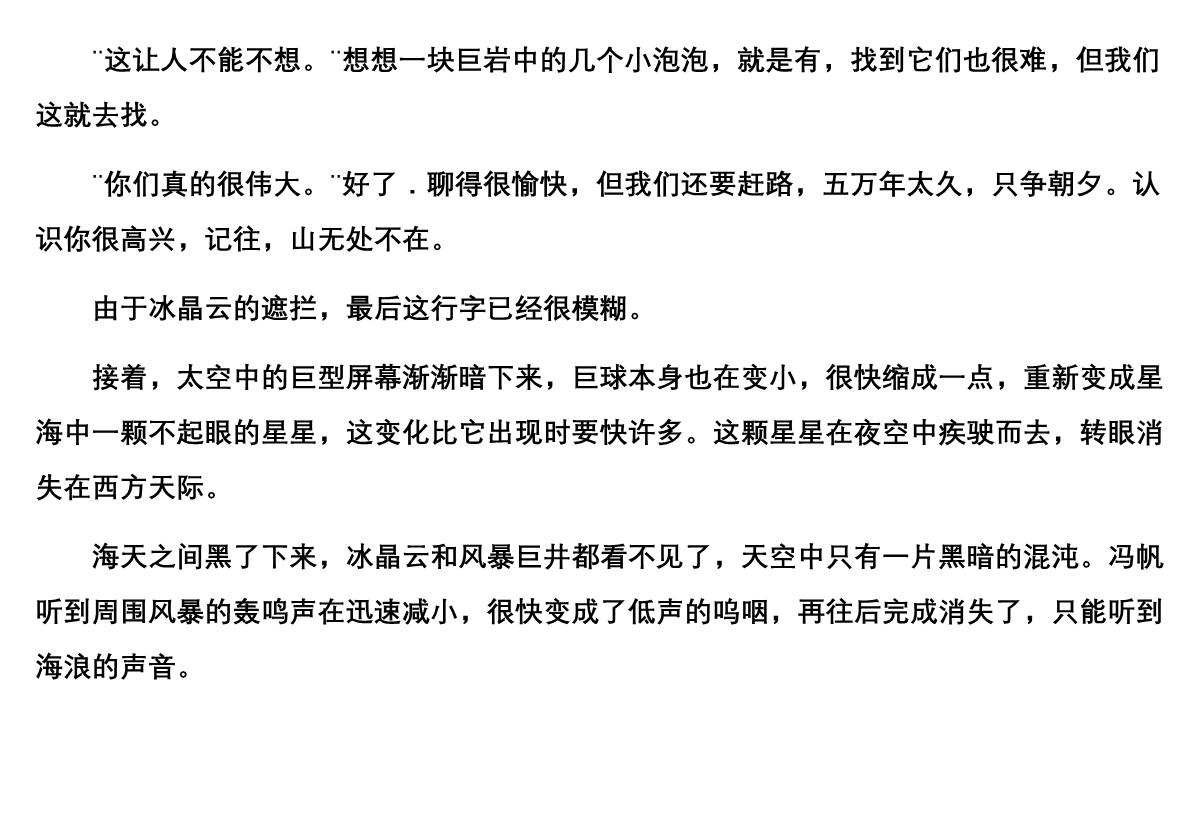 ¨这让人不能不想。¨想想一块巨岩中的几个小泡泡，就是有，找到它们也很难，但我们
这就去找。
¨你们真的很伟大。¨好了．聊得很愉快，但我们还要赶路，五万年太久，只争朝夕。认
识你很高兴，记往，山无处不在。
由于冰晶云的遮拦，最后这行字已经很模糊。
接着，太空中的巨型屏幕渐渐暗下来，巨球本身也在变小，很快缩成一点，重新变成星
海中一颗不起眼的星星，这变化比它出现时要快许多。这颗星星在夜空中疾驶而去，转眼消
失在西方天际。
海天之间黑了下来，冰晶云和风暴巨井都看不见了，天空中只有一片黑暗的混沌。冯帆
听到周围风暴的轰鸣声在迅速减小，很快变成了低声的呜咽，再往后完成消失了，只能听到
海浪的声音。